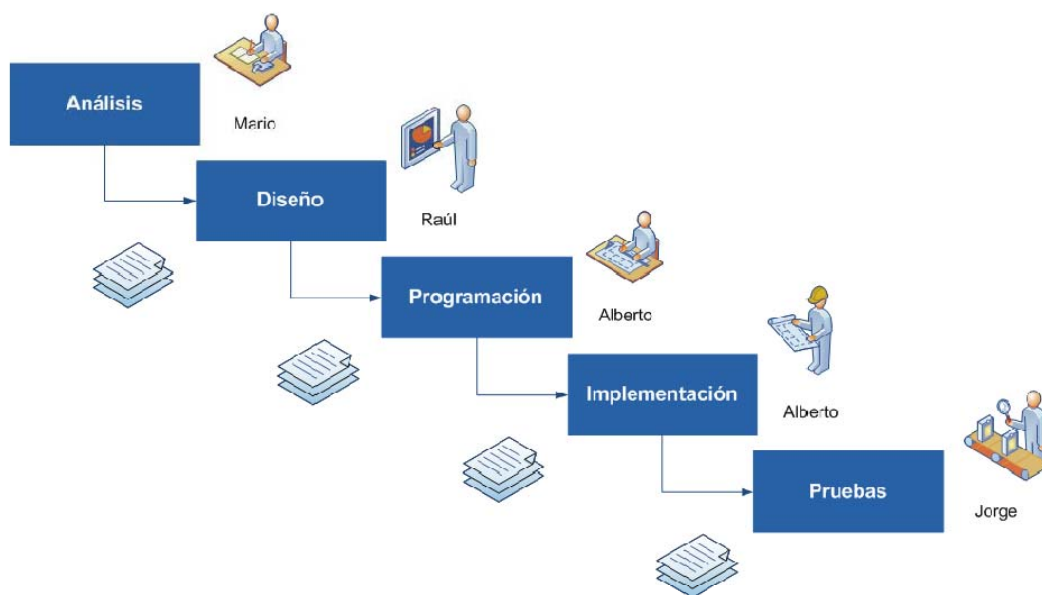 Análisis
Mario
Diseño
Raúl
Programación
Alberto
Implementación
Alberto
Pruebas
Jorge